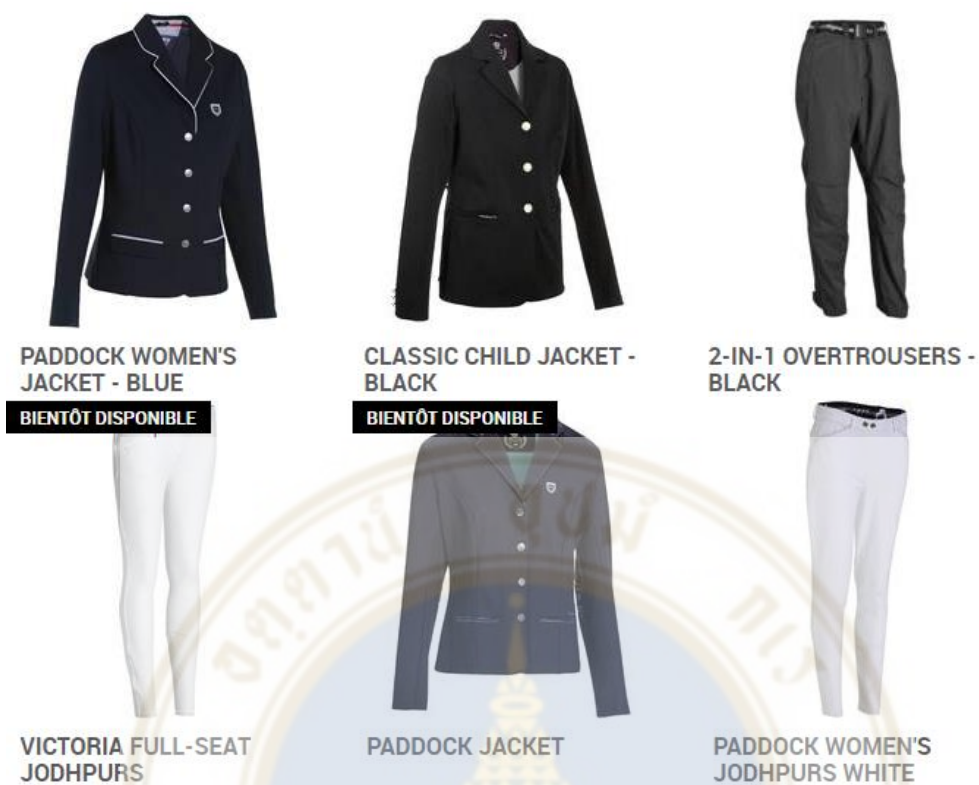 PADDOCK WOMEN'S
JACKET - BLUE
CLASSIC CHILD JACKET -
BLACK
2-IN-1 OVERTROUSERS -
BLACK
BIENTÔT DISPONIBLE
BIENTÔT DISPONIBLE
VICTORIA FULL-SEAT
JODHPURS
PADDOCK JACKET
PADDOCK WOMEN'S
JODHPURS WHITE